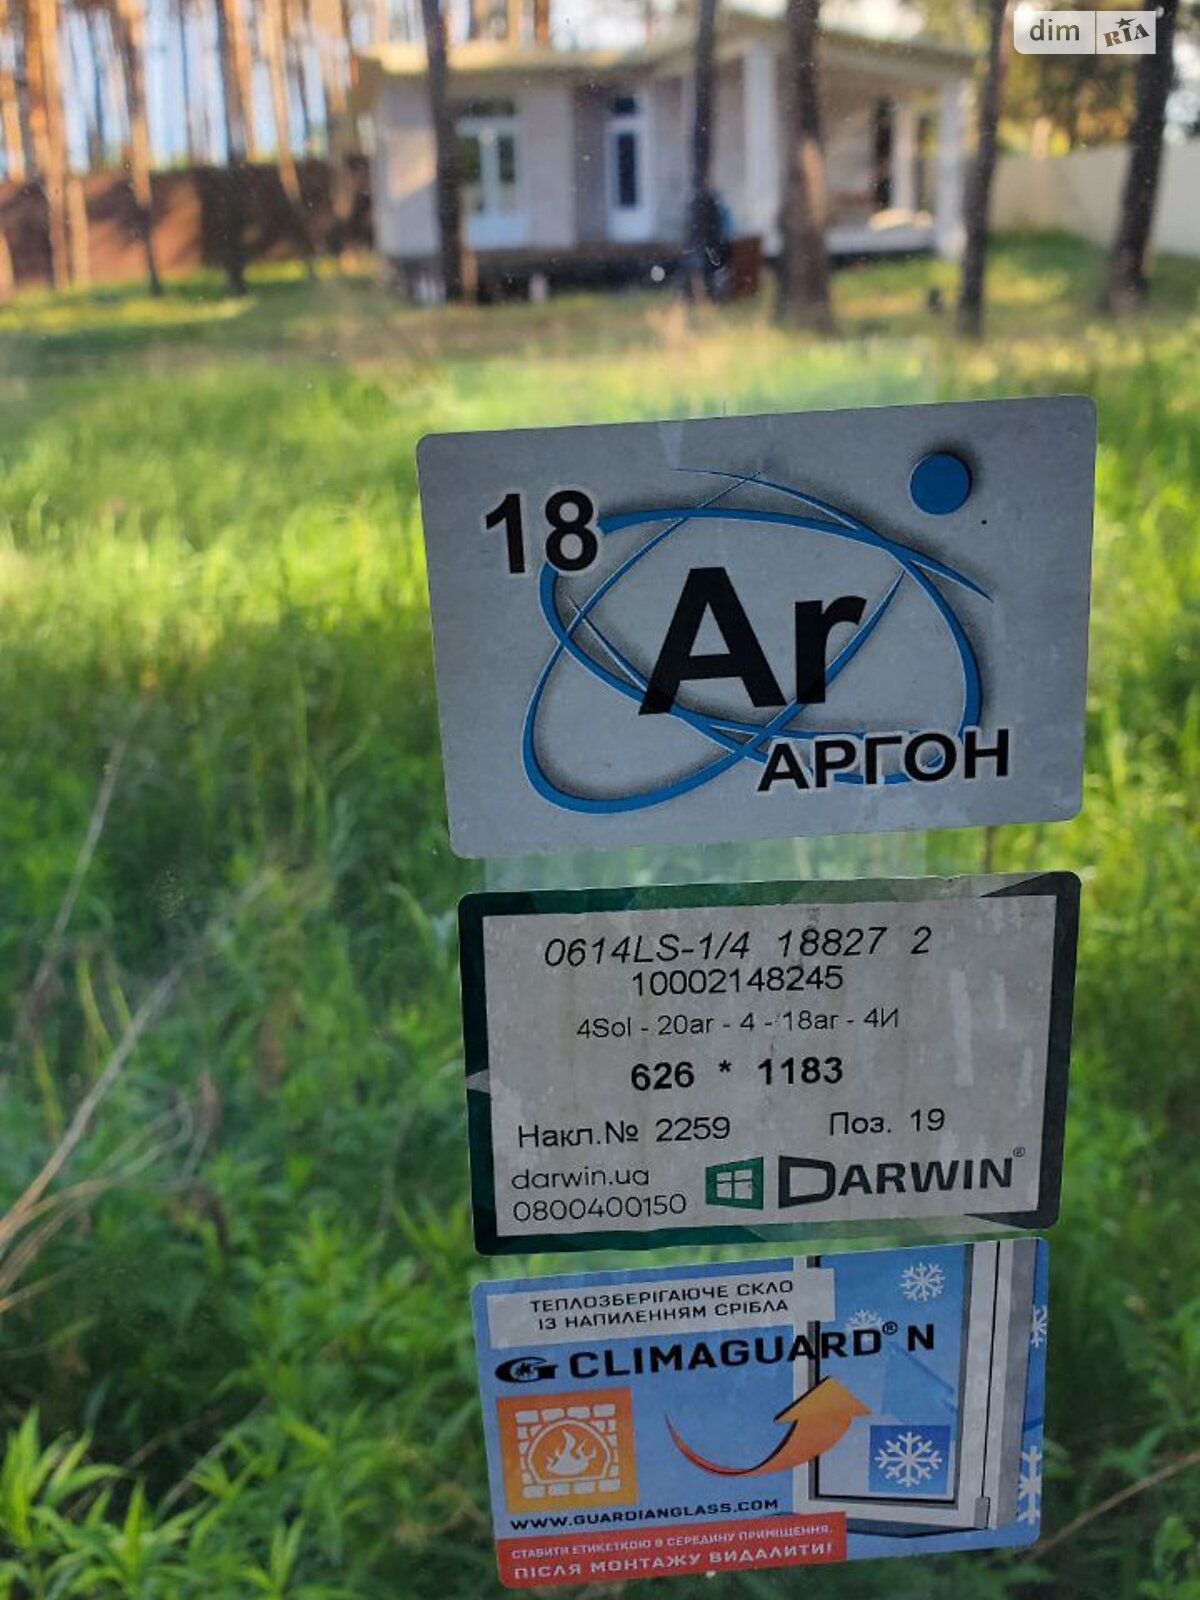 dim RIA
18
Ar
АРГОН
0614LS-1/4 18827 2
10002148245
4Sol - 20ar - 4 - 18ar - 4И
626 * 1183
Накл.№ 2259 Поз. 19
darwin.ua
0800400150
DARWIN®
ТЕПЛОЗБЕРІГАЮЧЕ СКЛО
ІЗ НАПИЛЕННЯМ СРІБЛА
G CLIMAGUARD® N
WWW.GUARDIANGLASS.COM
СТАВИТИ ЕТИКЕТКОЮ В СЕРЕДИНУ ПРИМІЩЕННЯ.
ПІСЛЯ МОНТАЖУ ВИДАЛИТИ!